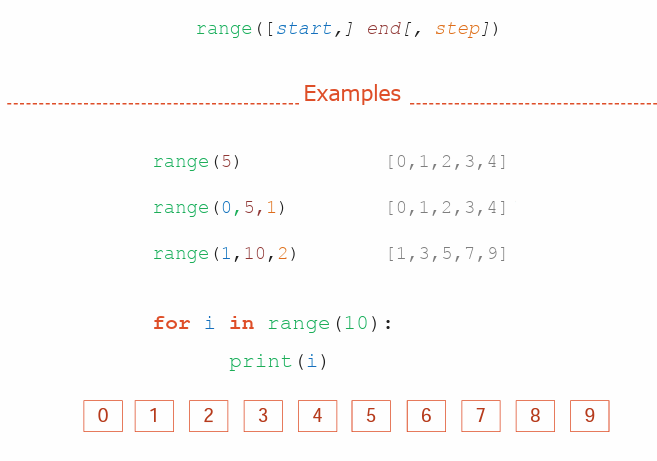 range([start,] end[, step])
Examples
range(5) [0,1,2,3,4]
range(0,5,1) [0,1,2,3,4]
range(1,10,2) [1,3,5,7,9]
for i in range(10):
print(i)
0 1 2 3 4 5 6 7 8 9